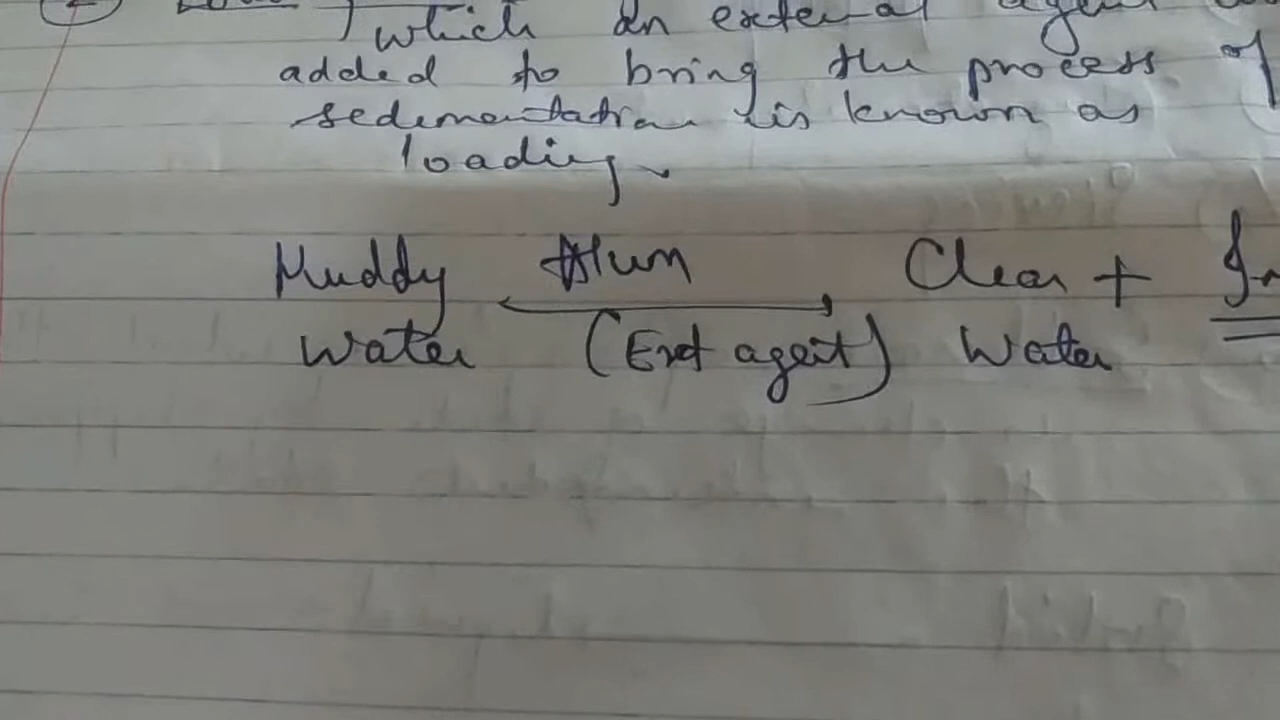 which an external agent
added to bring the process of
sedimentation is known as
loading.
Muddy Alum Clear +
Water (Ext agent) Water